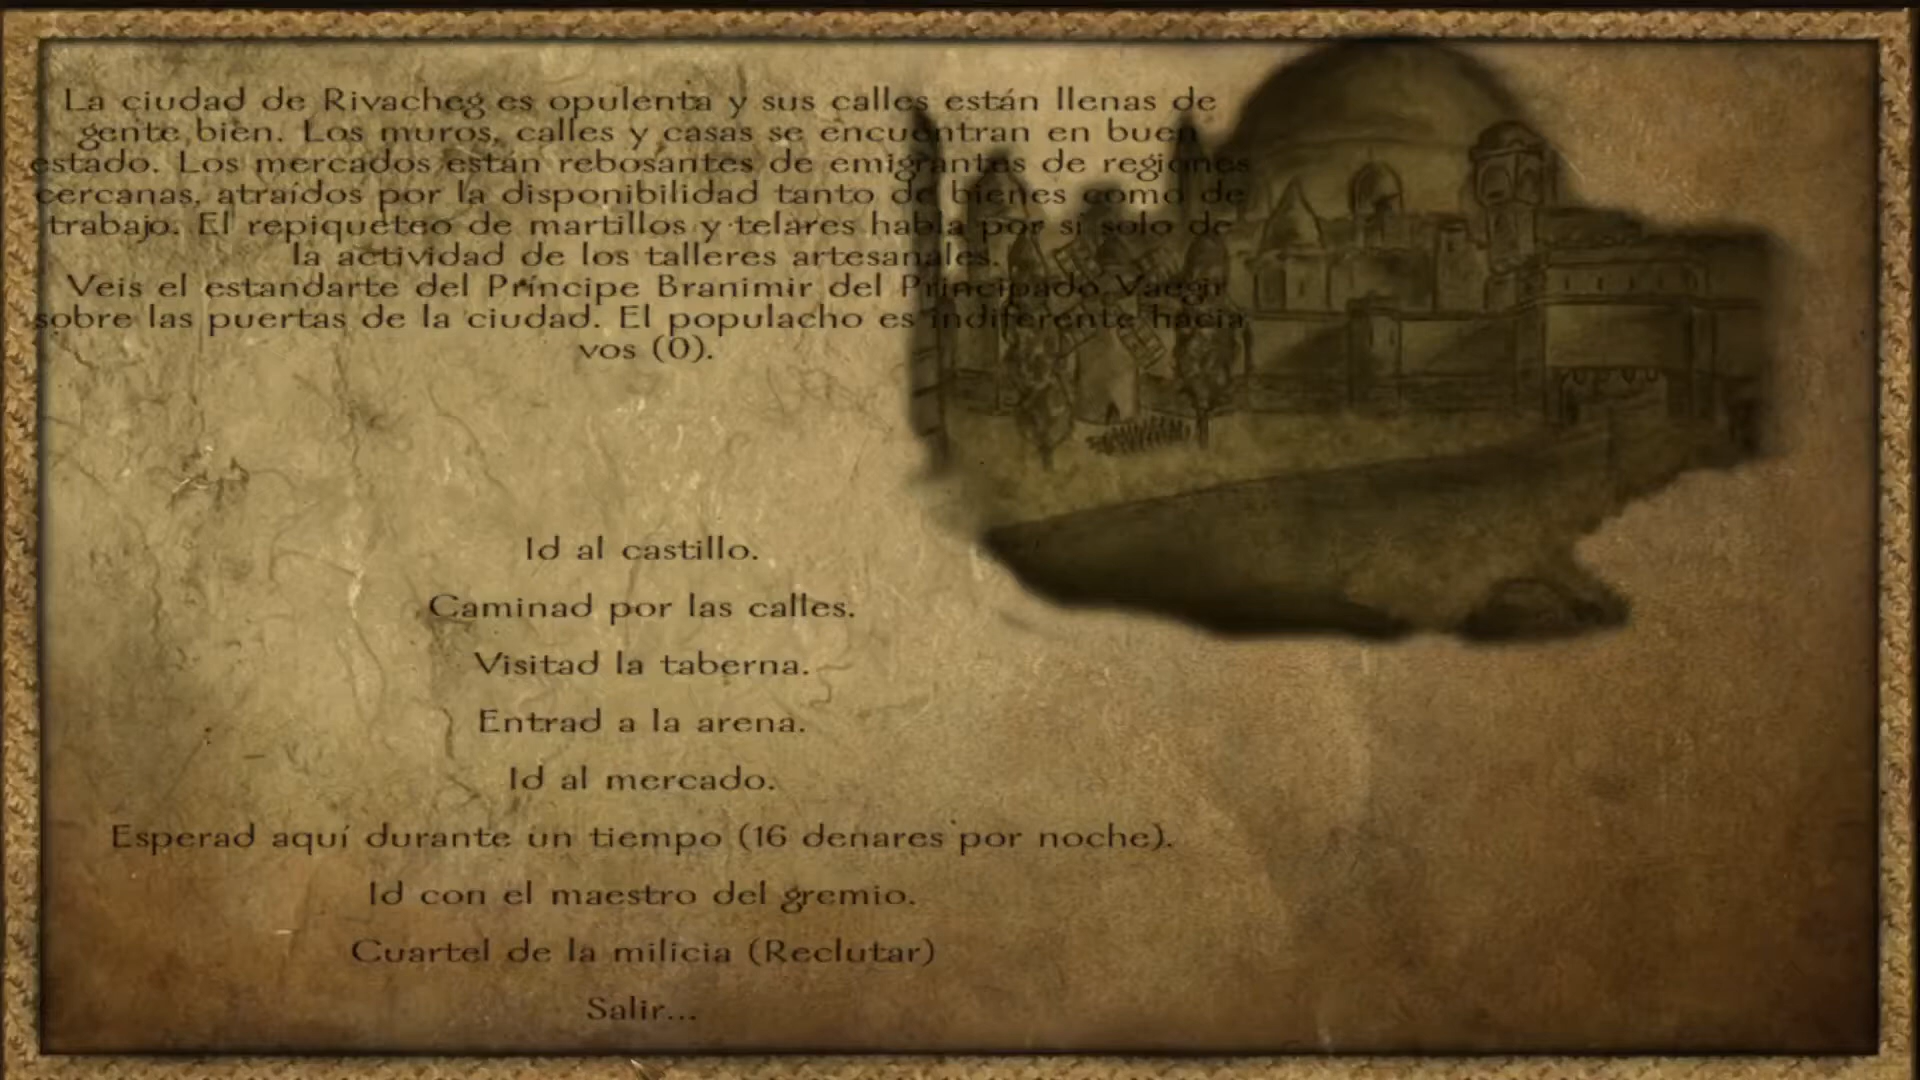 La ciudad de Rivacheg es opulenta y sus calles están llenas de
gente bien. Los muros, calles y casas se encuentran en buen
estado. Los mercados están rebosantes de emigrantes de regiones
cercanas, atraídos por la disponibilidad tanto de bienes como de
trabajo. El repiqueteo de martillos y telares habla por sí solo de
la actividad de los talleres artesanales.
Veis el estandarte del Príncipe Branimir del Principado Vaegir
sobre las puertas de la ciudad. El populacho es indiferente hacia
vos (0).
Id al castillo.
Caminad por las calles.
Visitad la taberna.
Entrad a la arena.
Id al mercado.
Esperad aquí durante un tiempo (16 denares por noche).
Id con el maestro del gremio.
Cuartel de la milicia (Reclutar)
Salir...